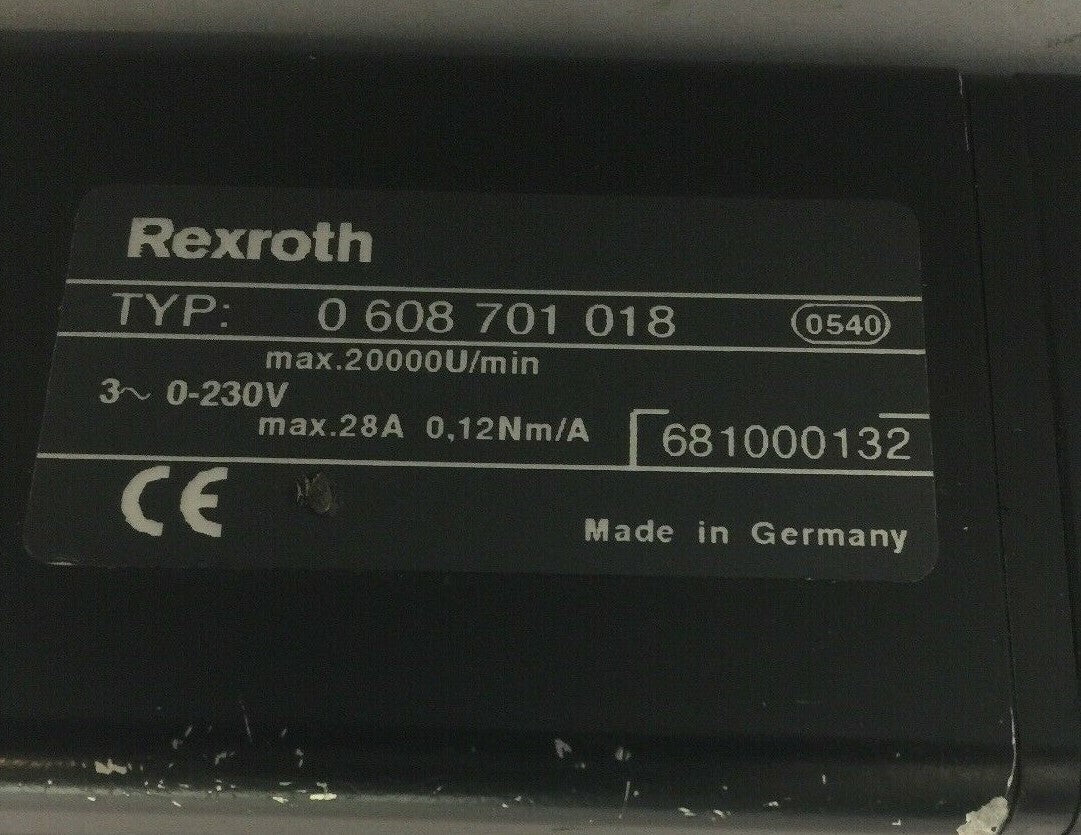 Rexroth
TYP: 0 608 701 018 0540
max.20000U/min
3~ 0-230V
max.28A 0,12Nm/A 681000132
CE
Made in Germany